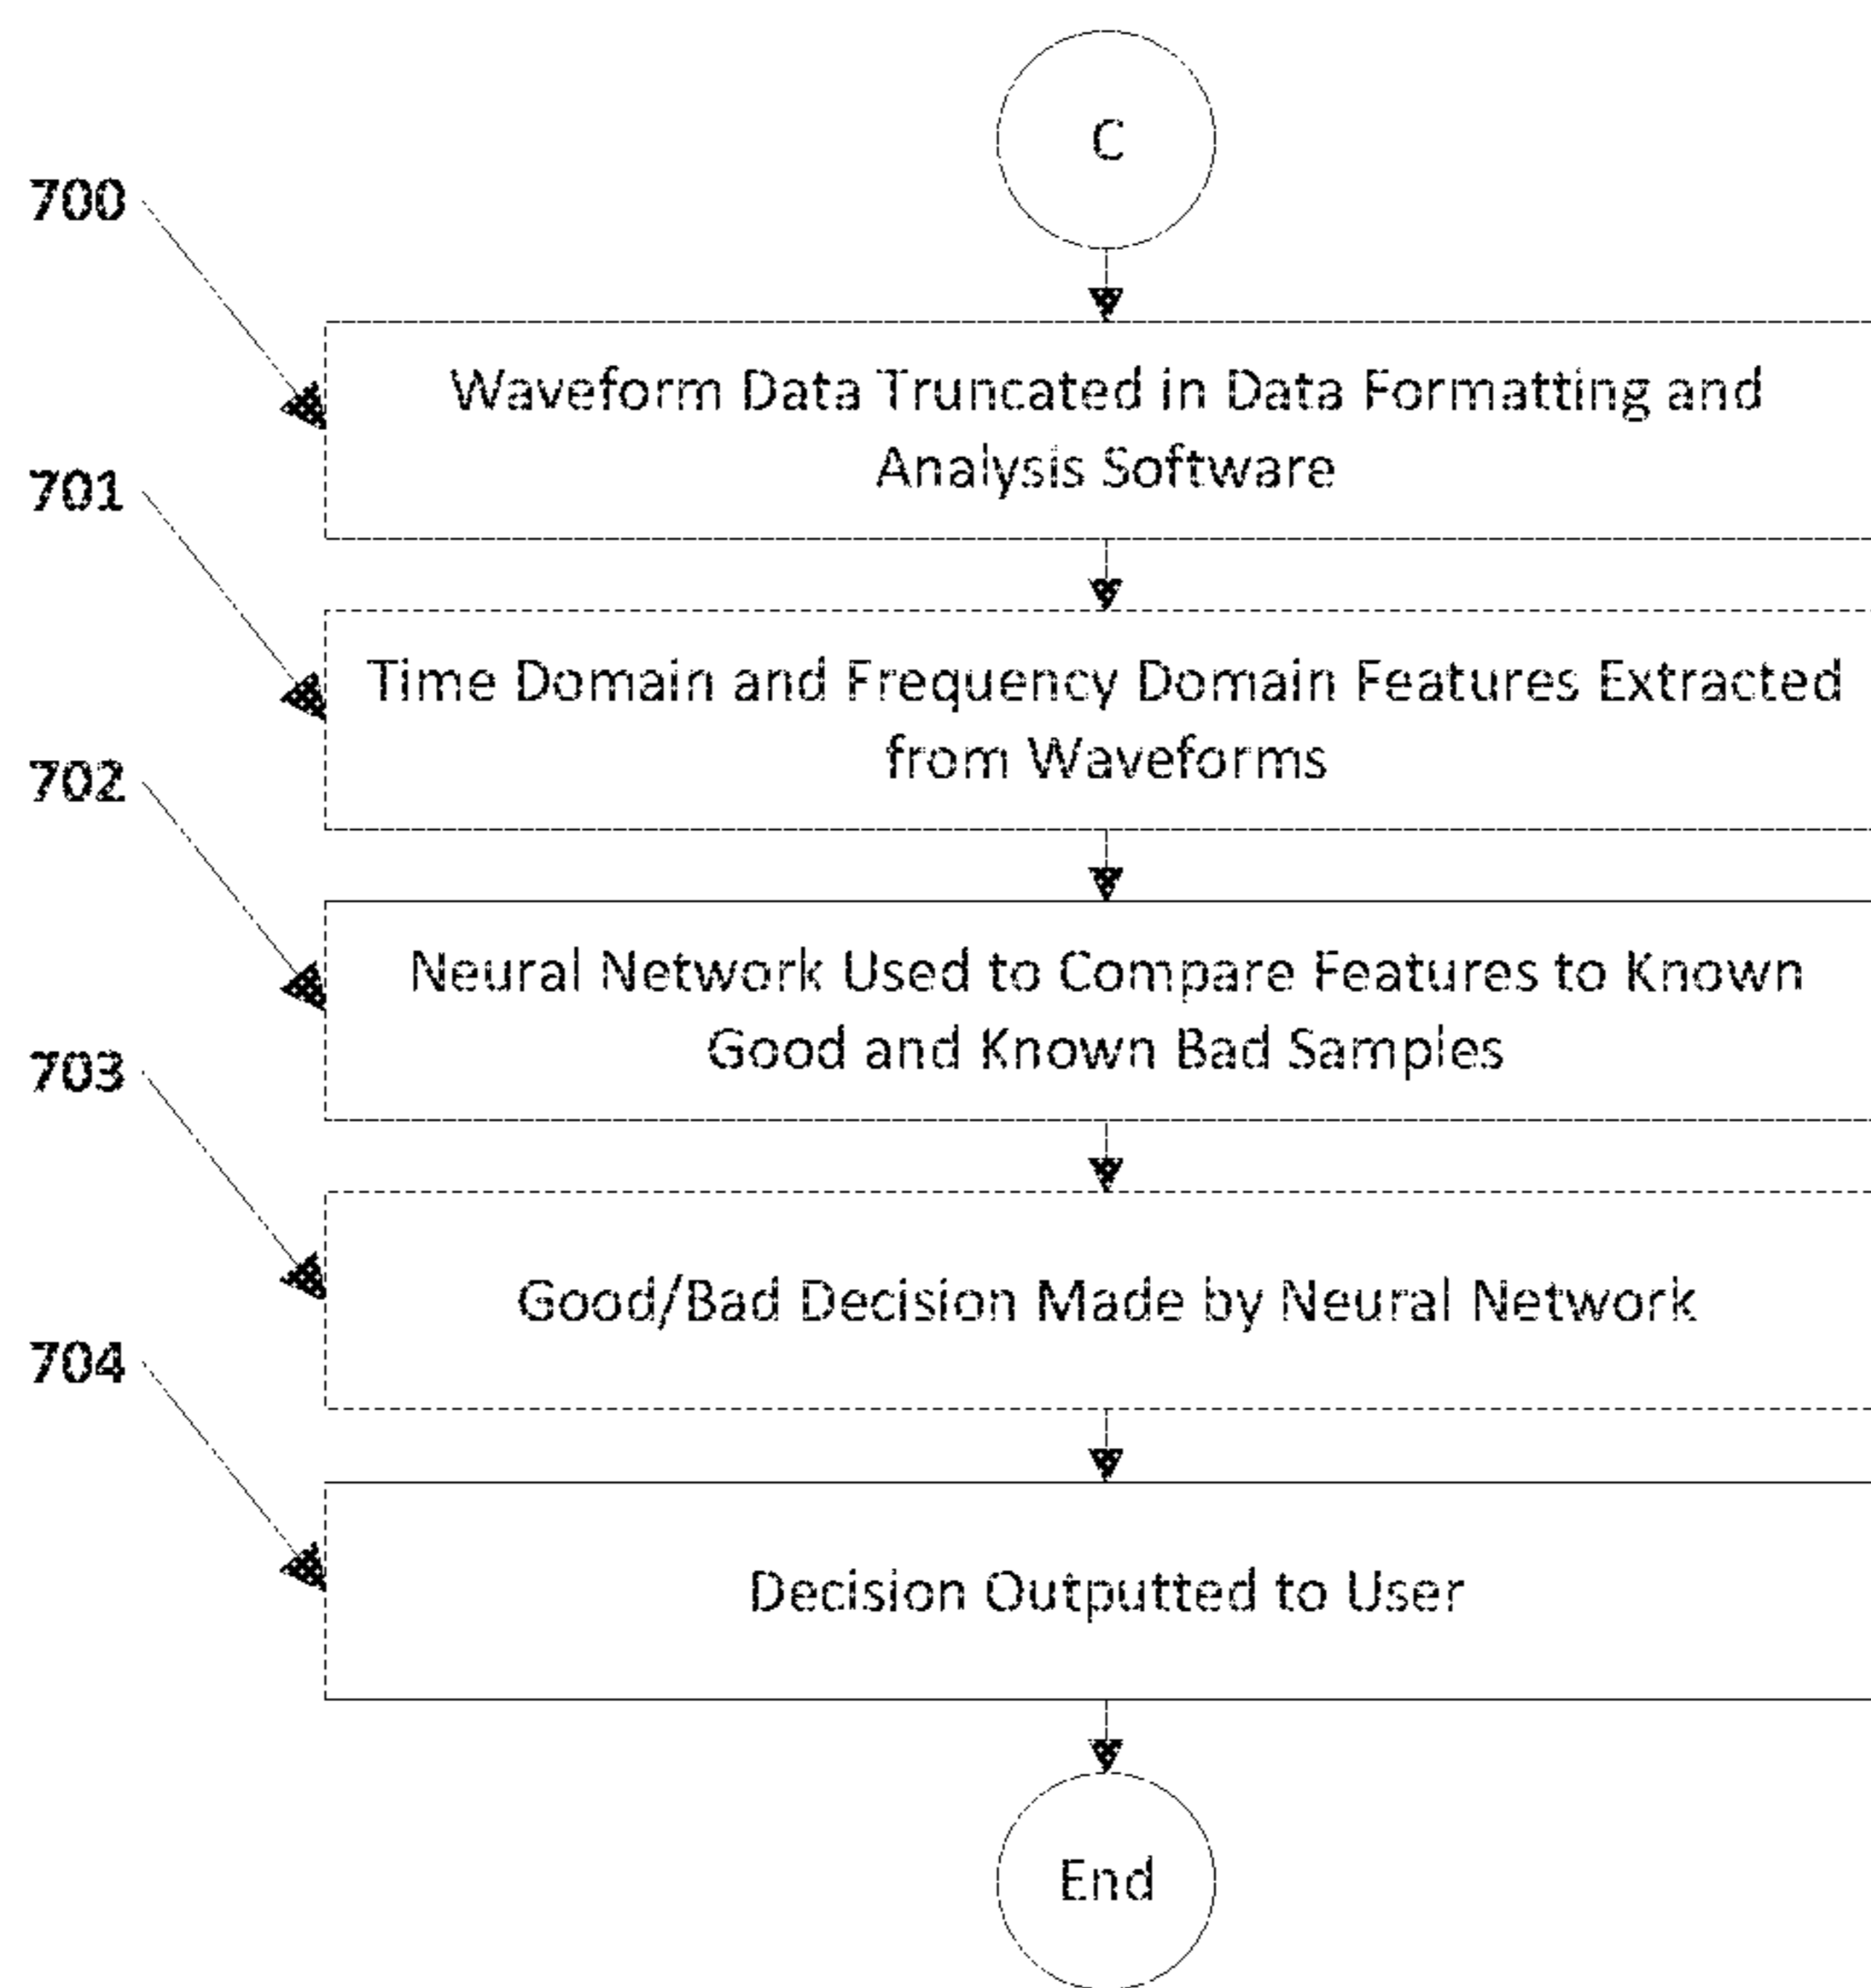 C
700
Waveform Data Truncated in Data Formatting and
Analysis Software
701
Time Domain and Frequency Domain Features Extracted
from Waveforms
702
Neural Network Used to Compare Features to Known
Good and Known Bad Samples
703
Good/Bad Decision Made by Neural Network
704
Decision Outputted to User
End